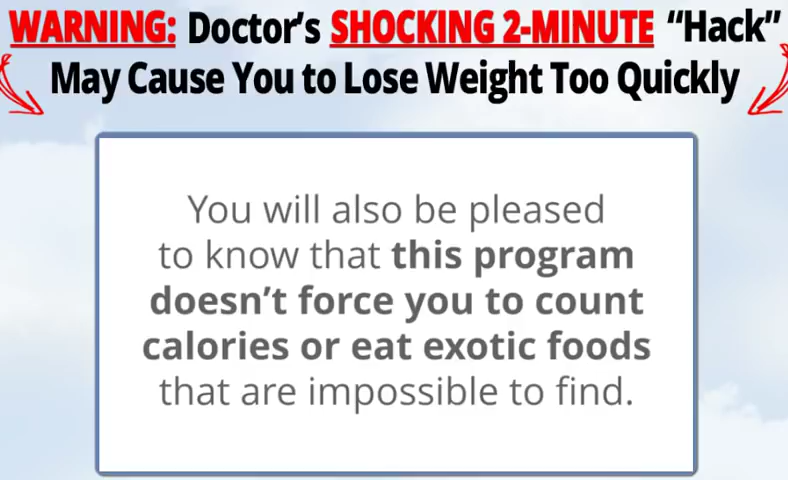 WARNING: Doctor's SHOCKING 2-MINUTE “Hack”
May Cause You to Lose Weight Too Quickly
You will also be pleased
to know that this program
doesn’t force you to count
calories or eat exotic foods
that are impossible to find.